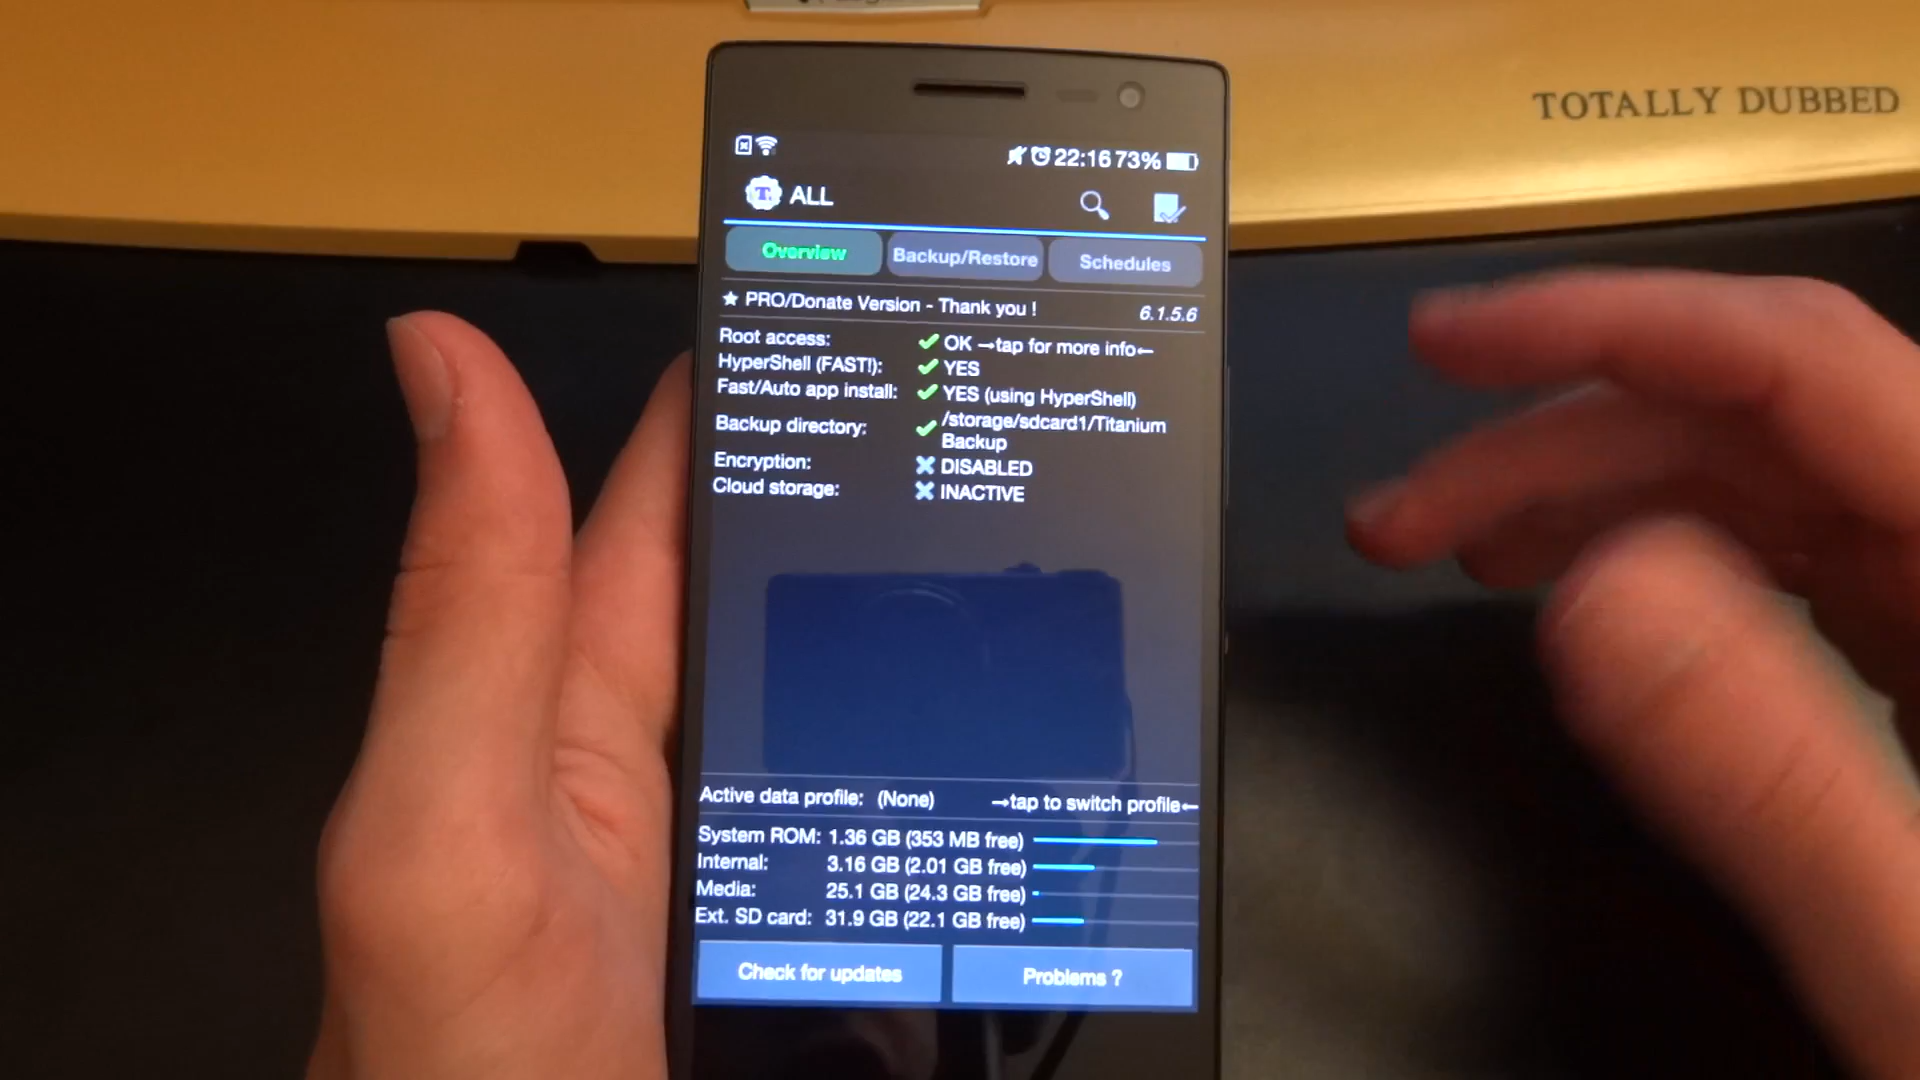 TOTALLY DUBBED
22:16 73%
ALL
Overview
Backup/Restore
Schedules
PRO/Donate Version - Thank you !
6.1.5.6
Root access: OK →tap for more info←
HyperShell (FAST!): YES
Fast/Auto app install: YES (using HyperShell)
Backup directory: /storage/sdcard1/Titanium
Backup
Encryption: DISABLED
Cloud storage: INACTIVE
Active data profile: (None) →tap to switch profile←
System ROM: 1.36 GB (353 MB free)
Internal: 3.16 GB (2.01 GB free)
Media: 25.1 GB (24.3 GB free)
Ext. SD card: 31.9 GB (22.1 GB free)
Check for updates
Problems ?